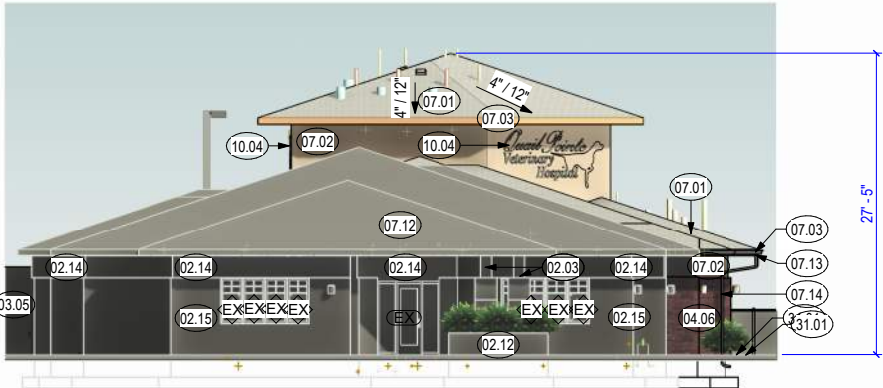 4" / 12"
4" / 12"
07.01
07.03
10.04
07.02
10.04
Quail Pointe
Veterinary
Hospital
07.01
27' - 5"
07.12
07.03
02.14
02.14
02.14
02.03
02.14
07.02
07.13
07.14
03.05
02.15
EX
EX
EX
EX
EX
EX
EX
EX
02.15
04.06
31.01
02.12